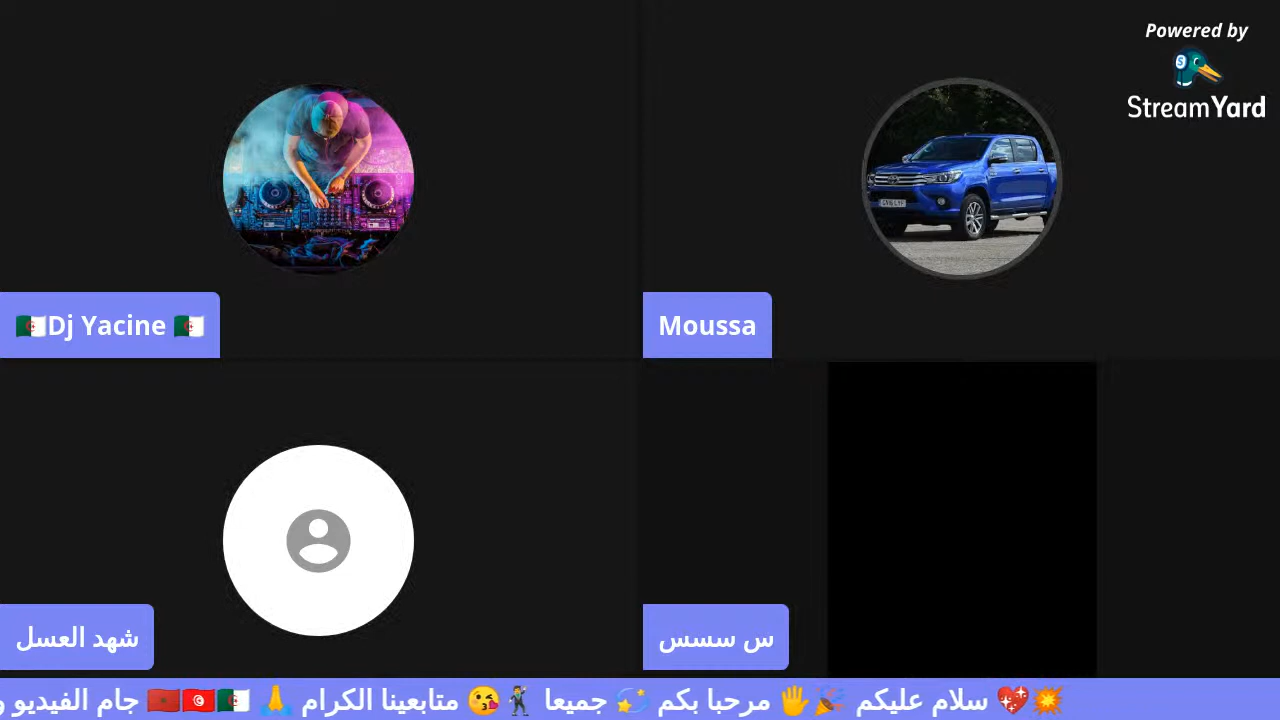 Powered by
StreamYard
🇩🇿Dj Yacine 🇩🇿
Moussa
شهد العسل
س سسس
💥💖 سلام عليكم 🎉🖐 مرحبا بكم 💫 جميعا 🕺😘 متابعينا الكرام 🙏 🇩🇿🇹🇳🇲🇦 جام الفيديو و